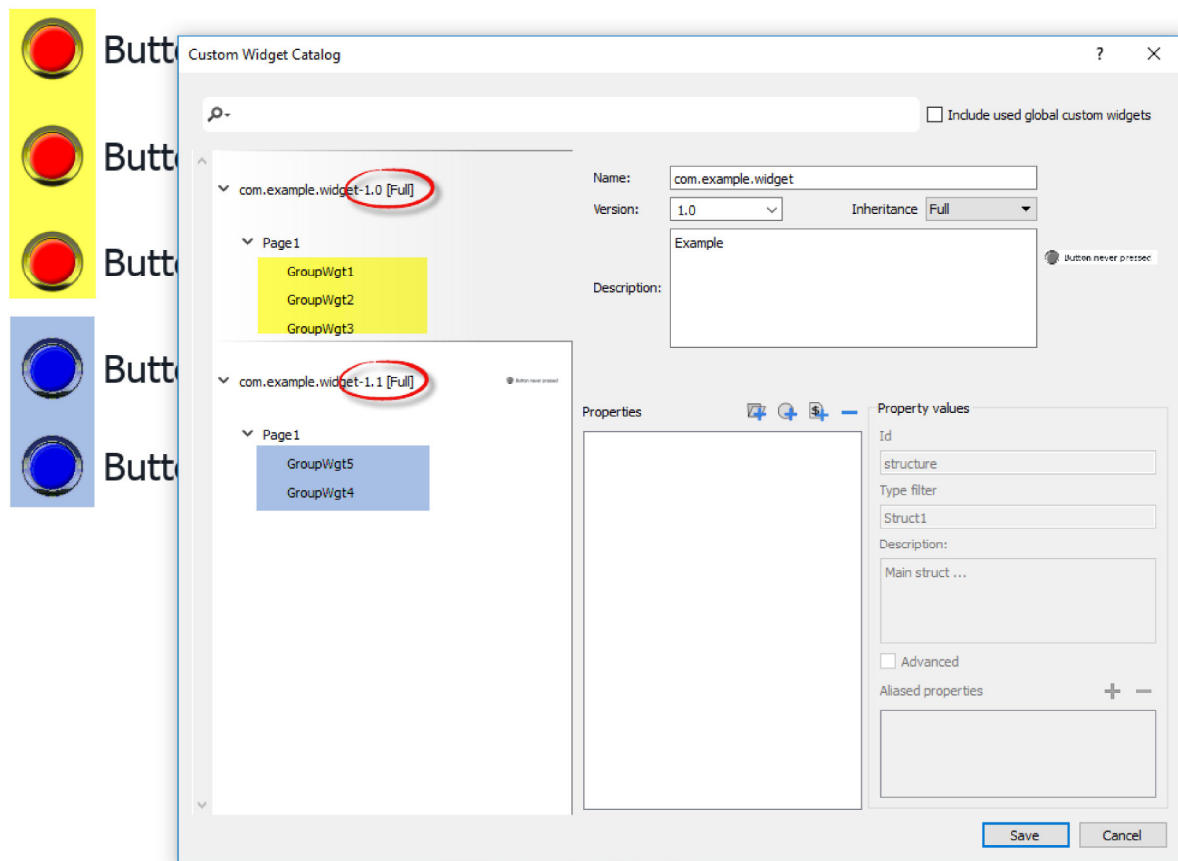 Butt
Butt
Butt
Butt
Butt
Custom Widget Catalog
?
Include used global custom widgets
com.example.widget-1.0 [Full]
Page1
GroupWgt1
GroupWgt2
GroupWgt3
com.example.widget-1.1 [Full]
Button never pressed
Page1
GroupWgt5
GroupWgt4
Name: com.example.widget
Version: 1.0 Inheritance Full
Description: Example
Button never pressed
Properties
Property values
Id
structure
Type filter
Struct1
Description:
Main struct ...
Advanced
Aliased properties
Save Cancel